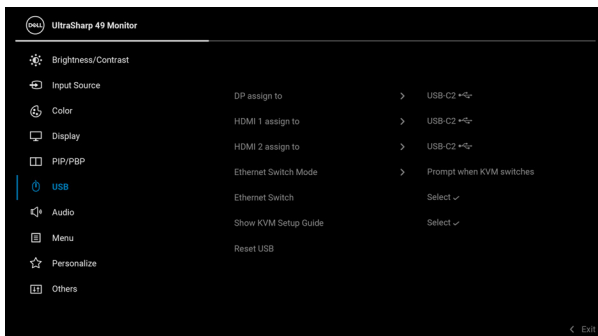 DELL UltraSharp 49 Monitor
Brightness/Contrast
Input Source
Color
Display
PIP/PBP
USB
Audio
Menu
Personalize
Others
DP assign to > USB-C2
HDMI 1 assign to > USB-C2
HDMI 2 assign to > USB-C2
Ethernet Switch Mode > Prompt when KVM switches
Ethernet Switch Select ✓
Show KVM Setup Guide Select ✓
Reset USB
< Exit